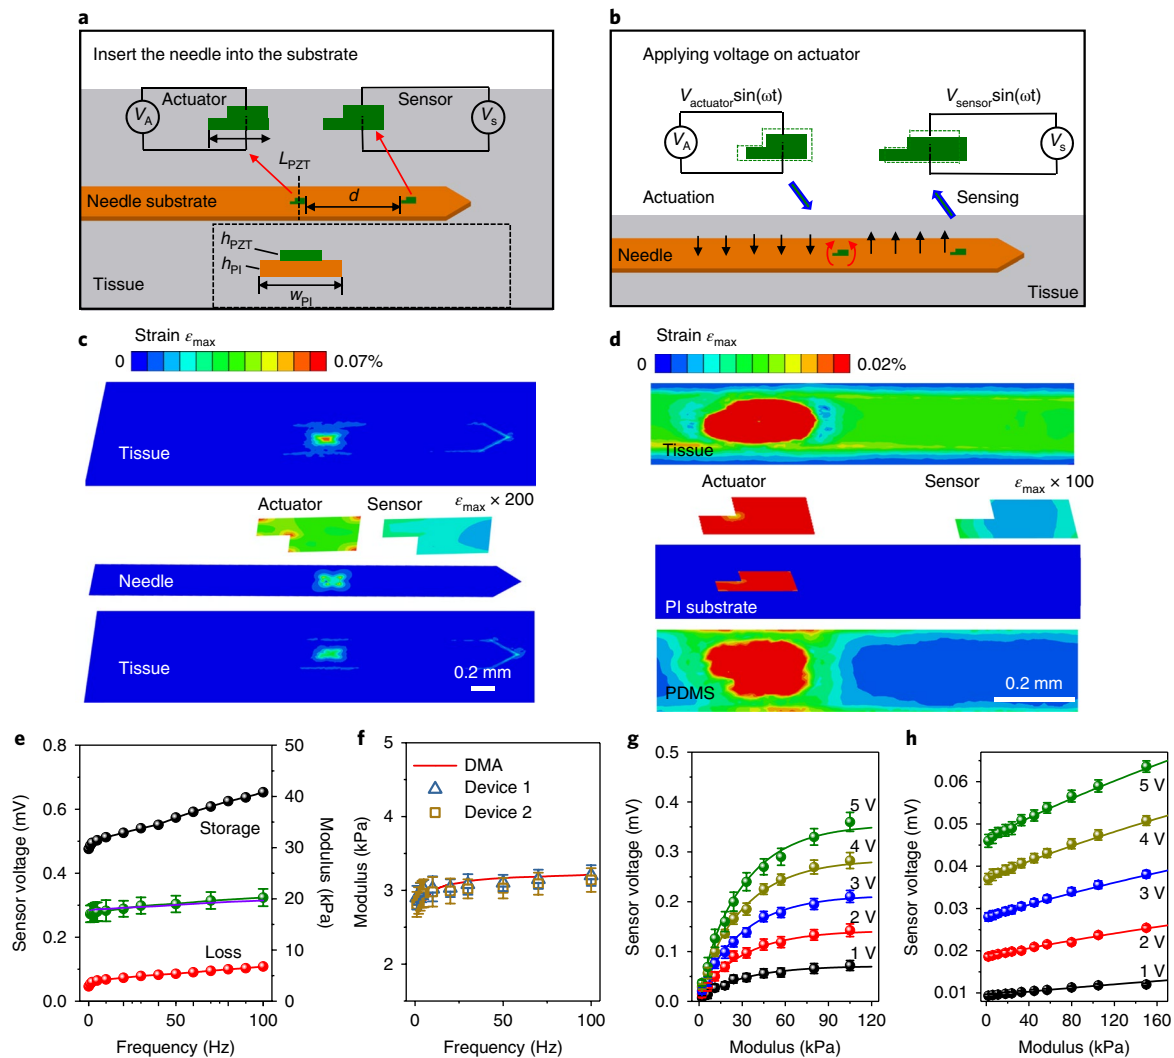 a
Insert the needle into the substrate
Actuator
Sensor
V_A
V_s
L_PZT
Needle substrate
d
h_PZT
h_PI
w_PI
Tissue
b
Applying voltage on actuator
V_actuator sin(ωt)
V_sensor sin(ωt)
V_A
V_s
Actuation
Sensing
Needle
Tissue
c
Strain ε_max
0
0.07%
Tissue
Actuator
Sensor
ε_max × 200
Needle
Tissue
0.2 mm
d
Strain ε_max
0
0.02%
Tissue
Actuator
Sensor
ε_max × 100
PI substrate
PDMS
0.2 mm
e
Sensor voltage (mV)
0.8
0.6
0.4
0.2
0.0
Storage
Loss
50
40
30
20
10
0
Modulus (kPa)
0
50
100
Frequency (Hz)
f
Modulus (kPa)
5
4
3
2
DMA
Device 1
Device 2
0
50
100
Frequency (Hz)
g
Sensor voltage (mV)
0.5
0.4
0.3
0.2
0.1
0.0
5 V
4 V
3 V
2 V
1 V
0
30
60
90
120
Modulus (kPa)
h
Sensor voltage (mV)
0.06
0.05
0.04
0.03
0.02
0.01
5 V
4 V
3 V
2 V
1 V
0
40
80
120
160
Modulus (kPa)